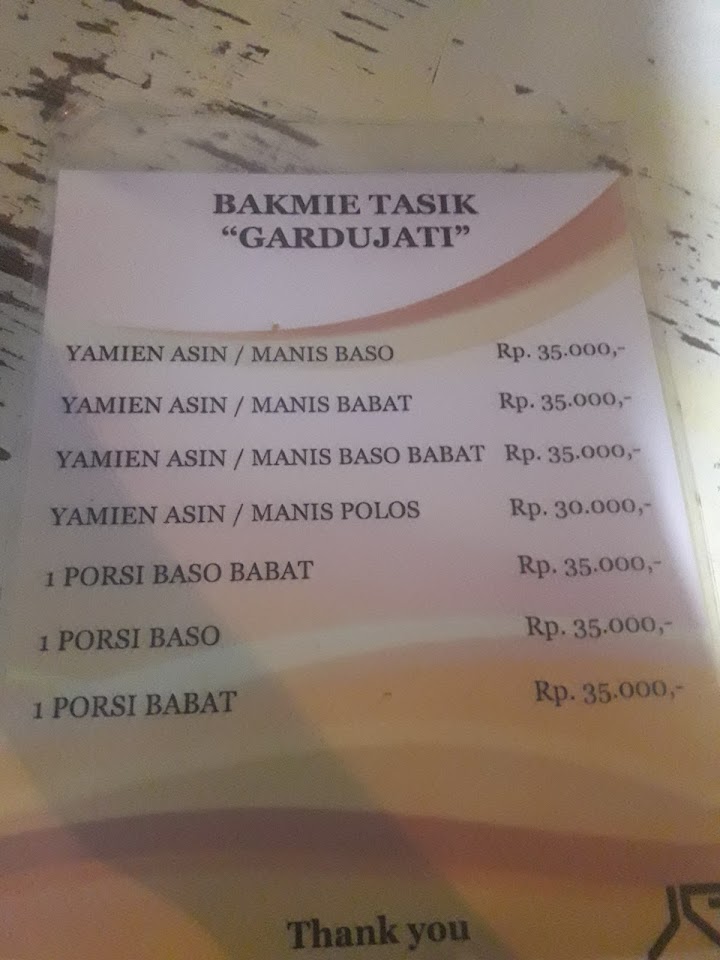 BAKMIE TASIK
“GARDUJATI”
YAMIEN ASIN / MANIS BASO Rp. 35.000,-
YAMIEN ASIN / MANIS BABAT Rp. 35.000,-
YAMIEN ASIN / MANIS BASO BABAT Rp. 35.000,-
YAMIEN ASIN / MANIS POLOS Rp. 30.000,-
1 PORSI BASO BABAT Rp. 35.000,-
1 PORSI BASO Rp. 35.000,-
1 PORSI BABAT Rp. 35.000,-
Thank you